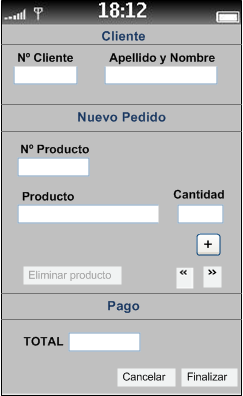 18:12
Cliente
Nº Cliente Apellido y Nombre
Nuevo Pedido
Nº Producto
Producto Cantidad
+
Eliminar producto « »
Pago
TOTAL
Cancelar Finalizar